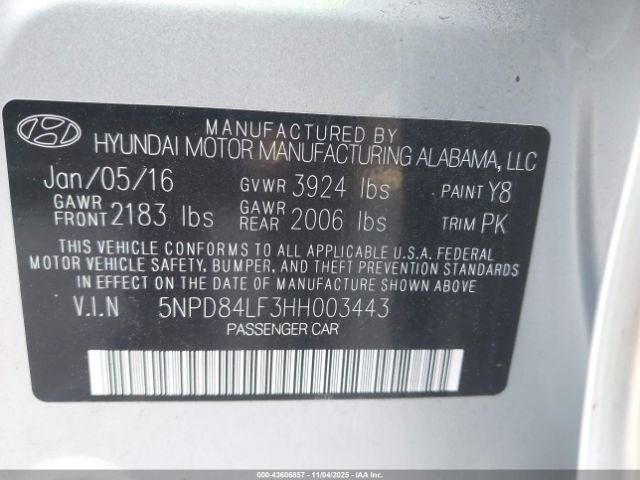 MANUFACTURED BY
HYUNDAI MOTOR MANUFACTURING ALABAMA, LLC
Jan/05/16 GVWR 3924 lbs PAINT Y8
GAWR FRONT 2183 lbs GAWR REAR 2006 lbs TRIM PK
THIS VEHICLE CONFORMS TO ALL APPLICABLE U.S.A. FEDERAL
MOTOR VEHICLE SAFETY, BUMPER, AND THEFT PREVENTION STANDARDS
IN EFFECT ON THE DATE OF MANUFACTURE SHOWN ABOVE
V.I.N 5NPD84LF3HH003443
PASSENGER CAR
000-43606857 - 11/04/2025 - IAAI.COM